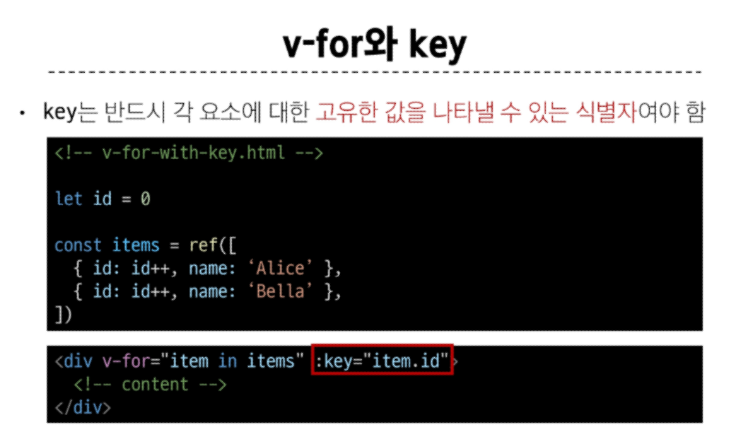 v-for와 key
• key는 반드시 각 요소에 대한 고유한 값을 나타낼 수 있는 식별자여야 함
<!-- v-for-with-key.html -->
let id = 0
const items = ref([
{ id: id++, name: ‘Alice’ },
{ id: id++, name: ‘Bella’ },
])
<div v-for="item in items" :key="item.id">
<!-- content -->
</div>